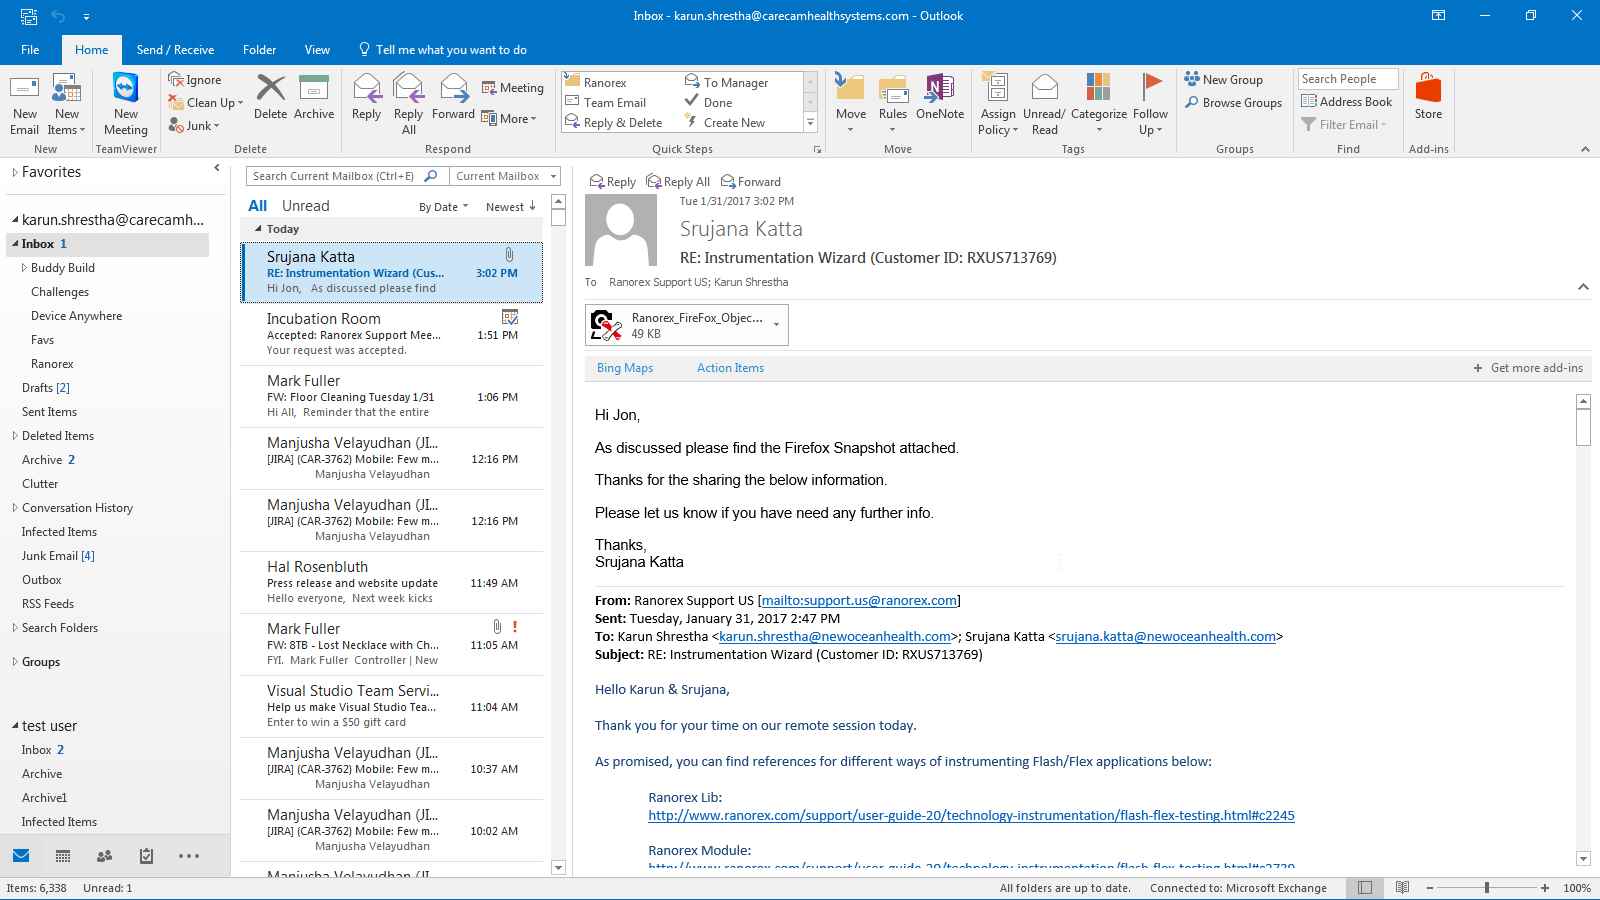 Inbox - karun.shrestha@carecamhealthsystems.com - Outlook
File Home Send / Receive Folder View Tell me what you want to do
New Email
New Items
New
New Meeting
TeamViewer
Ignore
Clean Up
Junk
Delete
Archive
Delete
Reply
Reply All
Forward
Meeting
More
Respond
Ranorex
Team Email
Reply & Delete
To Manager
Done
Create New
Quick Steps
Move
Rules
OneNote
Move
Assign Policy
Unread/ Read
Categorize
Follow Up
Tags
New Group
Browse Groups
Groups
Search People
Address Book
Filter Email
Find
Store
Add-ins
Favorites
karun.shrestha@carecamh...
Inbox 1
Buddy Build
Challenges
Device Anywhere
Favs
Ranorex
Drafts [2]
Sent Items
Deleted Items
Archive 2
Clutter
Conversation History
Infected Items
Junk Email [4]
Outbox
RSS Feeds
Search Folders
Groups
test user
Inbox 2
Archive
Archive1
Infected Items
Search Current Mailbox (Ctrl+E) Current Mailbox
All Unread By Date Newest
Today
Srujana Katta
RE: Instrumentation Wizard (Cus... 3:02 PM
Hi Jon, As discussed please find
Incubation Room
Accepted: Ranorex Support Mee... 1:51 PM
Your request was accepted.
Mark Fuller
FW: Floor Cleaning Tuesday 1/31 1:06 PM
Hi All, Reminder that the entire
Manjusha Velayudhan (JI...
[JIRA] (CAR-3762) Mobile: Few m... 12:16 PM
Manjusha Velayudhan
Manjusha Velayudhan (JI...
[JIRA] (CAR-3762) Mobile: Few m... 12:16 PM
Manjusha Velayudhan
Hal Rosenbluth
Press release and website update 11:49 AM
Hello everyone, Next week kicks
Mark Fuller
FW: 8TB - Lost Necklace with Ch... 11:05 AM
FYI. Mark Fuller Controller | New
Visual Studio Team Servi...
Help us make Visual Studio Tea... 11:04 AM
Enter to win a $50 gift card
Manjusha Velayudhan (JI...
[JIRA] (CAR-3762) Mobile: Few m... 10:37 AM
Manjusha Velayudhan
Manjusha Velayudhan (JI...
[JIRA] (CAR-3762) Mobile: Few m... 10:02 AM
Manjusha Velayudhan
Manjusha Velayudhan (JI...
Reply Reply All Forward
Tue 1/31/2017 3:02 PM
Srujana Katta
RE: Instrumentation Wizard (Customer ID: RXUS713769)
To Ranorex Support US; Karun Shrestha
Ranorex_FireFox_Objec...
49 KB
Bing Maps Action Items + Get more add-ins
Hi Jon,
As discussed please find the Firefox Snapshot attached.
Thanks for the sharing the below information.
Please let us know if you have need any further info.
Thanks,
Srujana Katta
From: Ranorex Support US [mailto:support.us@ranorex.com]
Sent: Tuesday, January 31, 2017 2:47 PM
To: Karun Shrestha <karun.shrestha@newoceanhealth.com>; Srujana Katta <srujana.katta@newoceanhealth.com>
Subject: RE: Instrumentation Wizard (Customer ID: RXUS713769)
Hello Karun & Srujana,
Thank you for your time on our remote session today.
As promised, you can find references for different ways of instrumenting Flash/Flex applications below:
Ranorex Lib:
http://www.ranorex.com/support/user-guide-20/technology-instrumentation/flash-flex-testing.html#c2245
Ranorex Module:
http://www.ranorex.com/support/user-guide-20/technology-instrumentation/flash-flex-testing.html#c2739
Items: 6,338 Unread: 1 All folders are up to date. Connected to: Microsoft Exchange 100%